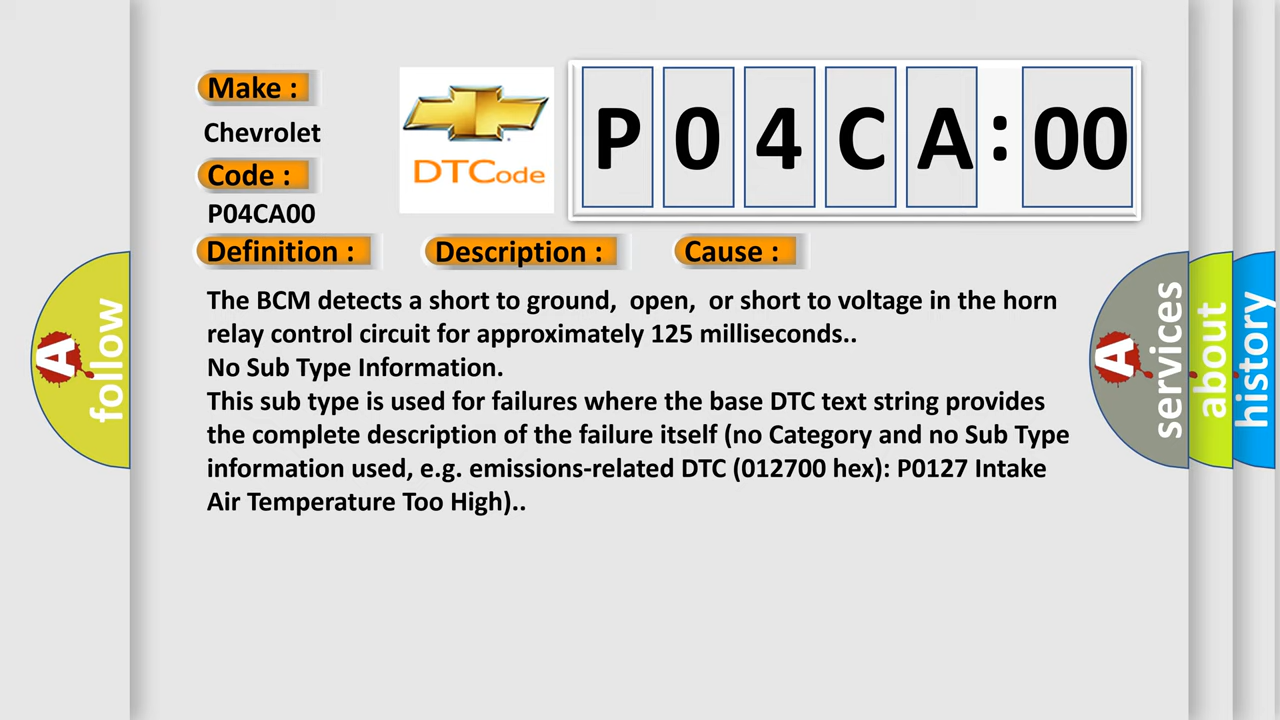 Make :
Chevrolet
Code :
P04CA00
DTCode
P04CA:00
Definition :
Description :
Cause :
The BCM detects a short to ground,  open,  or short to voltage in the horn
relay control circuit for approximately 125 milliseconds..
No Sub Type Information.
This sub type is used for failures where the base DTC text string provides
the complete description of the failure itself (no Category and no Sub Type
information used, e.g. emissions-related DTC (012700 hex): P0127 Intake
Air Temperature Too High)..
A follow
A services
about
history